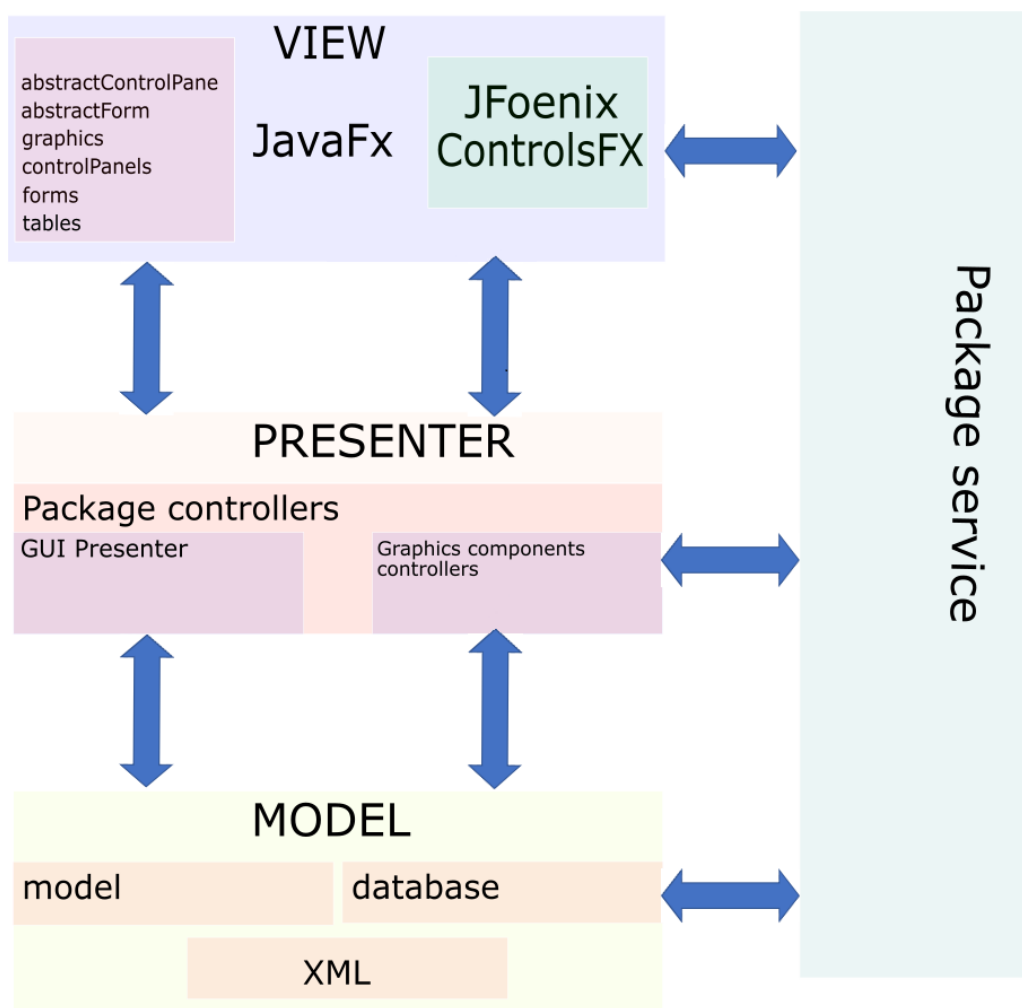 VIEW
abstractControlPane
abstractForm
graphics
controlPanels
forms
tables
JavaFx
JFoenix
ControlsFX
PRESENTER
Package controllers
GUI Presenter
Graphics components
controllers
MODEL
model
database
XML
Package service